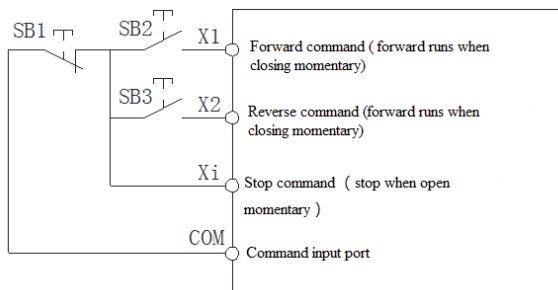 SB1
SB2
X1
Forward command ( forward runs when
closing momentary)
SB3
X2
Reverse command (forward runs when
closing momentary)
Xi
Stop command ( stop when open
momentary )
COM
Command input port